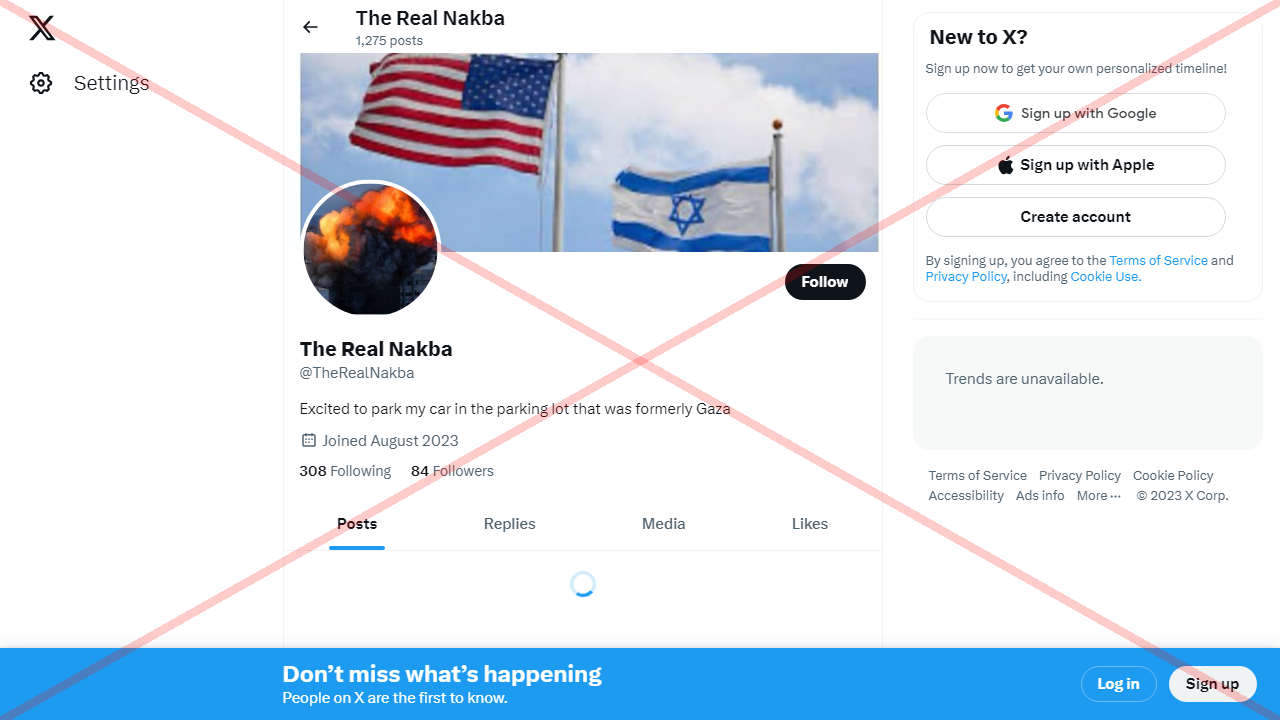 The Real Nakba
1,275 posts
Settings
Follow
The Real Nakba
@TheRealNakba
Excited to park my car in the parking lot that was formerly Gaza
Joined August 2023
308 Following 84 Followers
Posts Replies Media Likes
New to X?
Sign up now to get your own personalized timeline!
Sign up with Google
Sign up with Apple
Create account
By signing up, you agree to the Terms of Service and
Privacy Policy, including Cookie Use.
Trends are unavailable.
Terms of Service Privacy Policy Cookie Policy
Accessibility Ads info More ··· © 2023 X Corp.
Don’t miss what’s happening
People on X are the first to know.
Log in Sign up